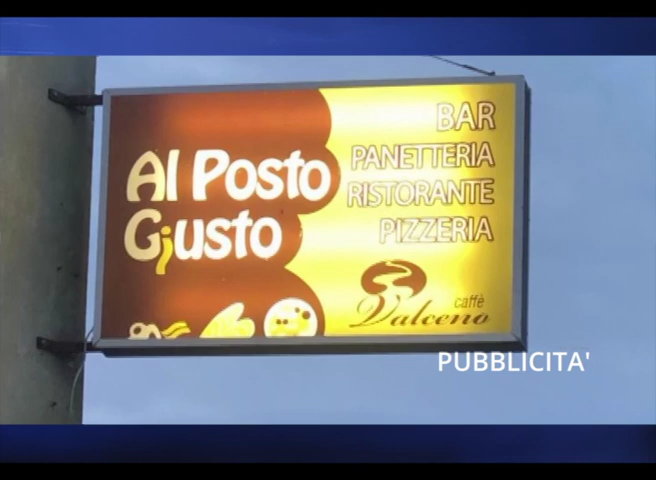 Al Posto
Giusto
BAR
PANETTERIA
RISTORANTE
PIZZERIA
caffè
Valceno
PUBBLICITA'